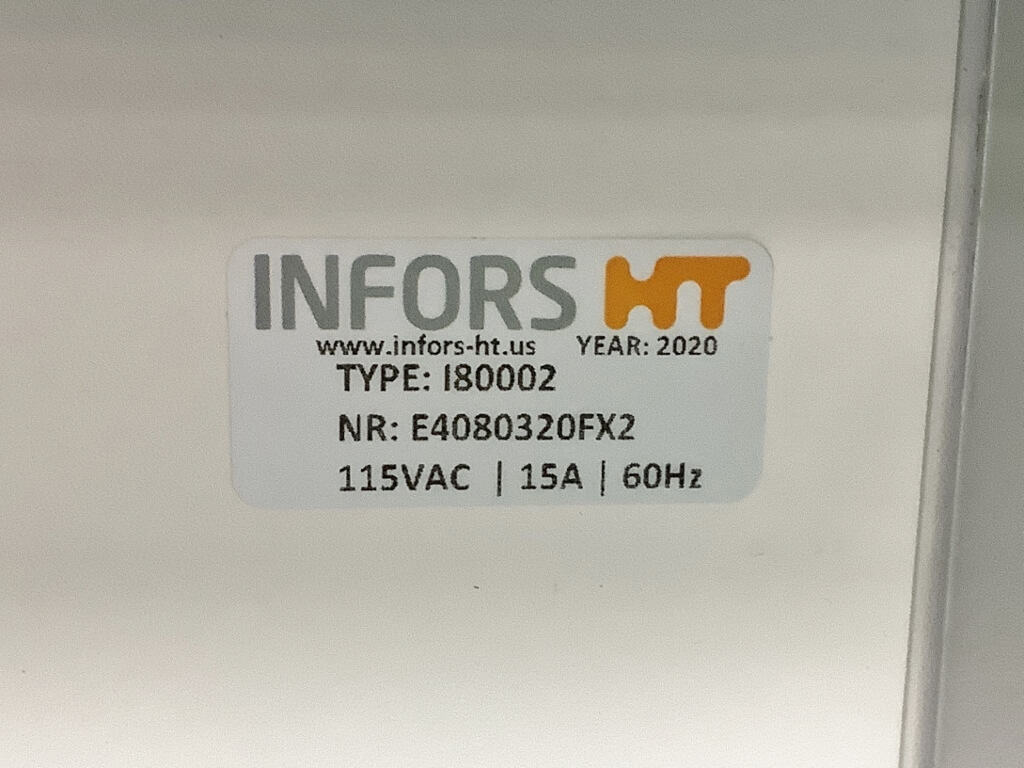 INFORS HT
www.infors-ht.us YEAR: 2020
TYPE: I80002
NR: E4080320FX2
115VAC | 15A | 60Hz